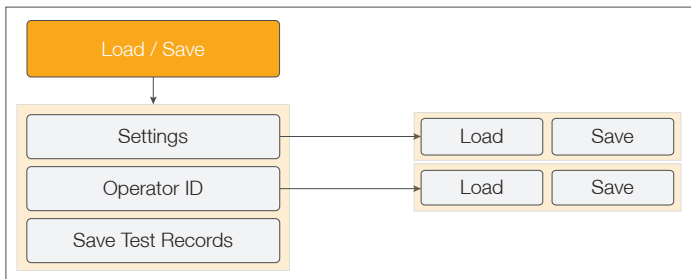 Load / Save
Settings
Load
Save
Operator ID
Load
Save
Save Test Records